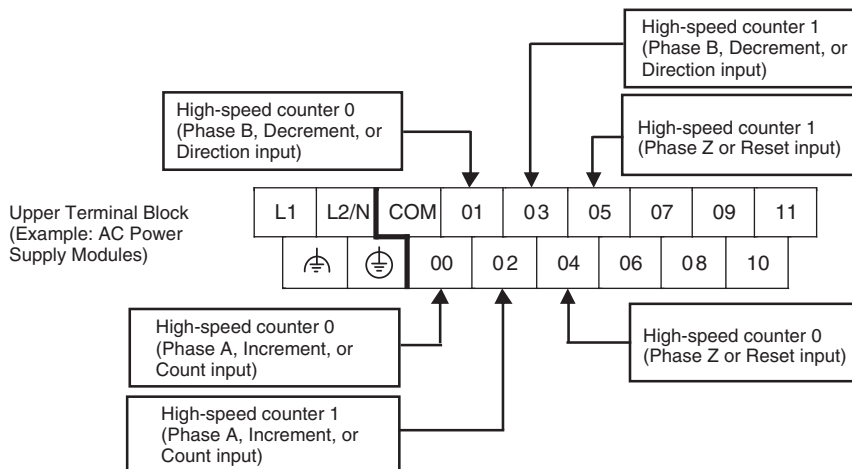 High-speed counter 1
(Phase B, Decrement, or
Direction input)
High-speed counter 0
(Phase B, Decrement, or
Direction input)
High-speed counter 1
(Phase Z or Reset input)
Upper Terminal Block
(Example: AC Power
Supply Modules)
L1 L2/N COM 01 03 05 07 09 11
00 02 04 06 08 10
High-speed counter 0
(Phase A, Increment, or
Count input)
High-speed counter 0
(Phase Z or Reset input)
High-speed counter 1
(Phase A, Increment, or
Count input)